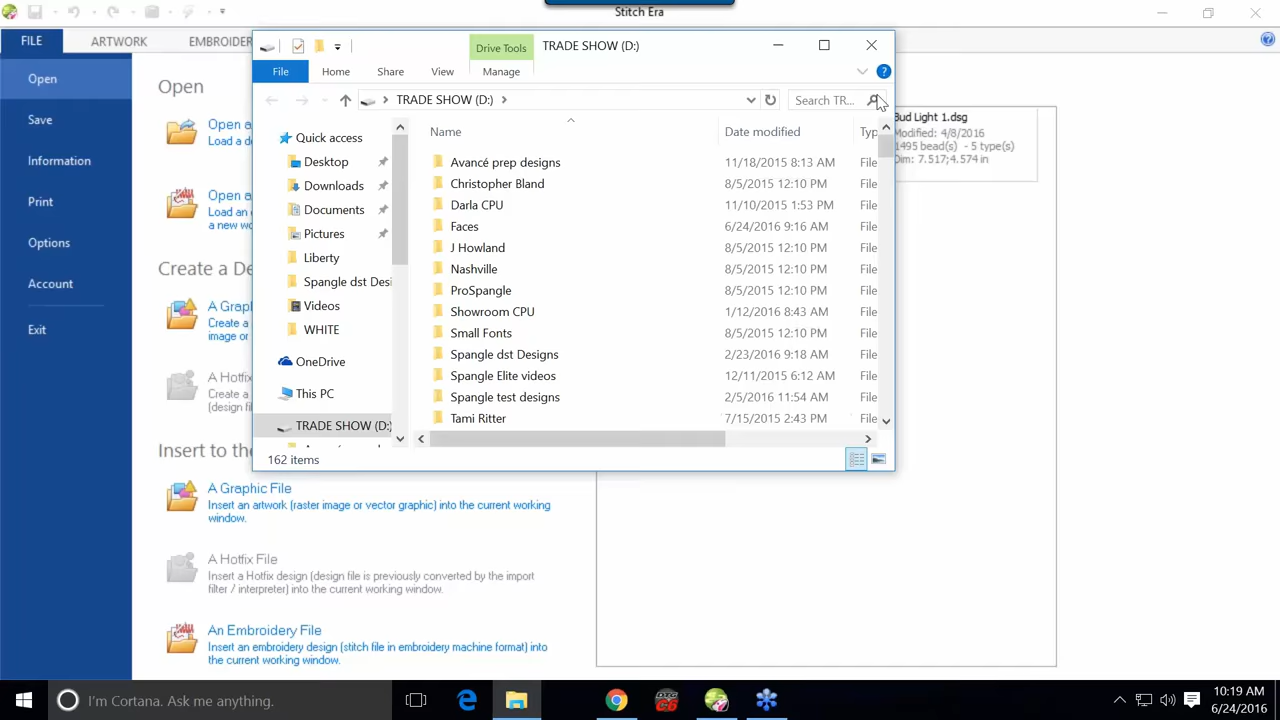 Stitch Era
FILE
ARTWORK
EMBROIDER
Drive Tools
TRADE SHOW (D:)
File
Home
Share
View
Manage
TRADE SHOW (D:)
Search TR...
Open
Save
Information
Print
Options
Account
Exit
Open
Open a
Load a de
Open a
Load an e
a new wo
Create a De
A Graph
Create a
image or
A Hotfix
Create a
(design file
Insert to the
A Graphic File
Insert an artwork (raster image or vector graphic) into the current working
window.
A Hotfix File
Insert a Hotfix design (design file is previously converted by the import
filter / interpreter) into the current working window.
An Embroidery File
Insert an embroidery design (stitch file in embroidery machine format) into
the current working window.
Quick access
Desktop
Downloads
Documents
Pictures
Liberty
Spangle dst Desi
Videos
WHITE
OneDrive
This PC
TRADE SHOW (D:)
Name Date modified Typ
Avancé prep designs 11/18/2015 8:13 AM File
Christopher Bland 8/5/2015 12:10 PM File
Darla CPU 11/10/2015 1:53 PM File
Faces 6/24/2016 9:16 AM File
J Howland 8/5/2015 12:10 PM File
Nashville 8/5/2015 12:10 PM File
ProSpangle 8/5/2015 12:10 PM File
Showroom CPU 1/12/2016 8:43 AM File
Small Fonts 8/5/2015 12:10 PM File
Spangle dst Designs 2/23/2016 9:18 AM File
Spangle Elite videos 12/11/2015 6:12 AM File
Spangle test designs 2/5/2016 11:54 AM File
Tami Ritter 7/15/2015 2:43 PM File
162 items
Bud Light 1.dsg
Modified: 4/8/2016
1495 bead(s) - 5 type(s)
Dim: 7.517;4.574 in
I'm Cortana. Ask me anything.
10:19 AM
6/24/2016